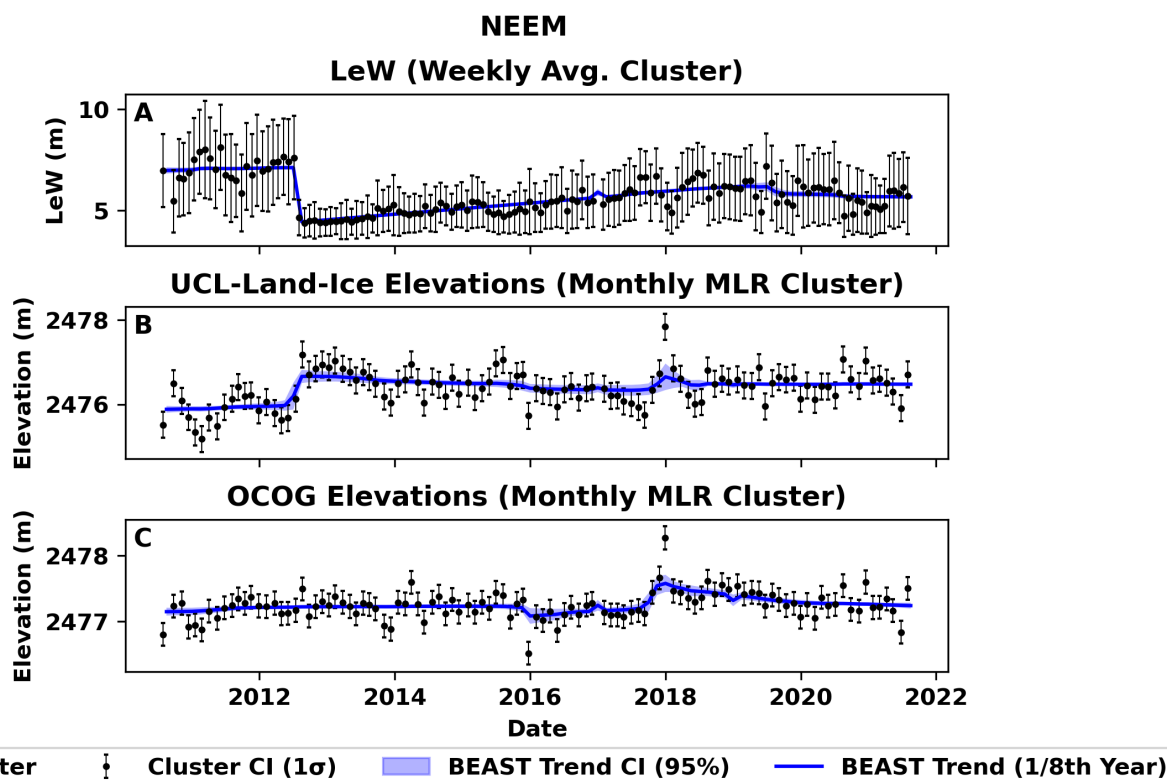 NEEM
LeW (Weekly Avg. Cluster)
A
10
5
LeW (m)
UCL-Land-Ice Elevations (Monthly MLR Cluster)
B
2478
2476
Elevation (m)
OCOG Elevations (Monthly MLR Cluster)
C
2478
2477
Elevation (m)
2012 2014 2016 2018 2020 2022
Date
ter Cluster CI (1σ) BEAST Trend CI (95%) BEAST Trend (1/8th Year)